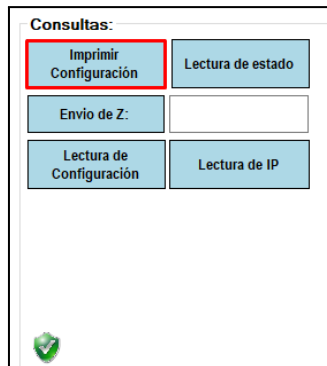 Consultas:
Imprimir
Configuración
Lectura de estado
Envio de Z:
Lectura de
Configuración
Lectura de IP